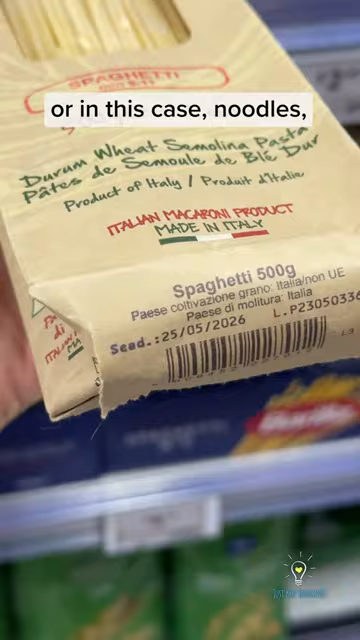 SPAGHETTI
or in this case, noodles,
Durum Wheat Semolina Pasta
Pâtes de Semoule de Blé Dur
Product of Italy / Produit d'Italie
ITALIAN MACARONI PRODUCT
MADE IN ITALY
Spaghetti 500g
Paese coltivazione grano: Italia/non UE
Paese di molitura: Italia
Scad.:25/05/2026 L.P23050336
Barilla